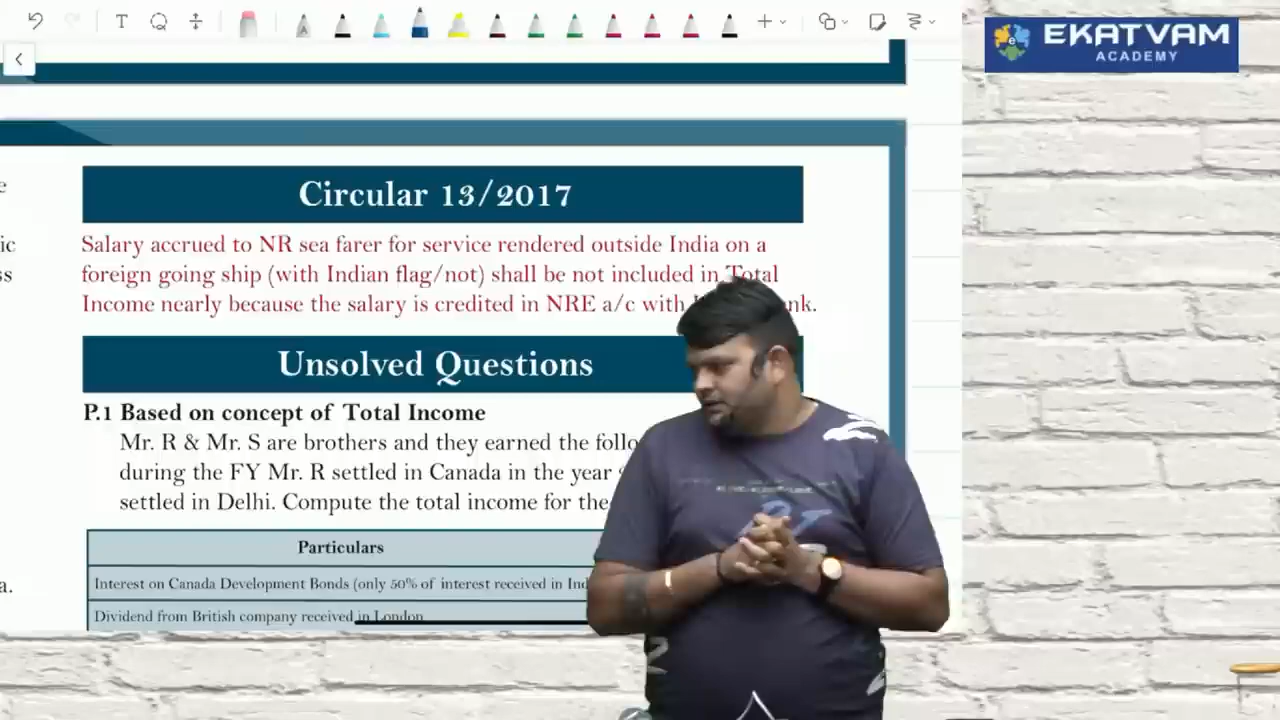 EKATVAM
ACADEMY
e
ic
ss
a.
Circular 13/2017
Salary accrued to NR sea farer for service rendered outside India on a
foreign going ship (with Indian flag/not) shall be not included in Total
Income nearly because the salary is credited in NRE a/c with nk.
Unsolved Questions
P.1 Based on concept of Total Income
Mr. R & Mr. S are brothers and they earned the follo
during the FY Mr. R settled in Canada in the year
settled in Delhi. Compute the total income for the
Particulars
Interest on Canada Development Bonds (only 50% of interest received in Ind
Dividend from British company received in London